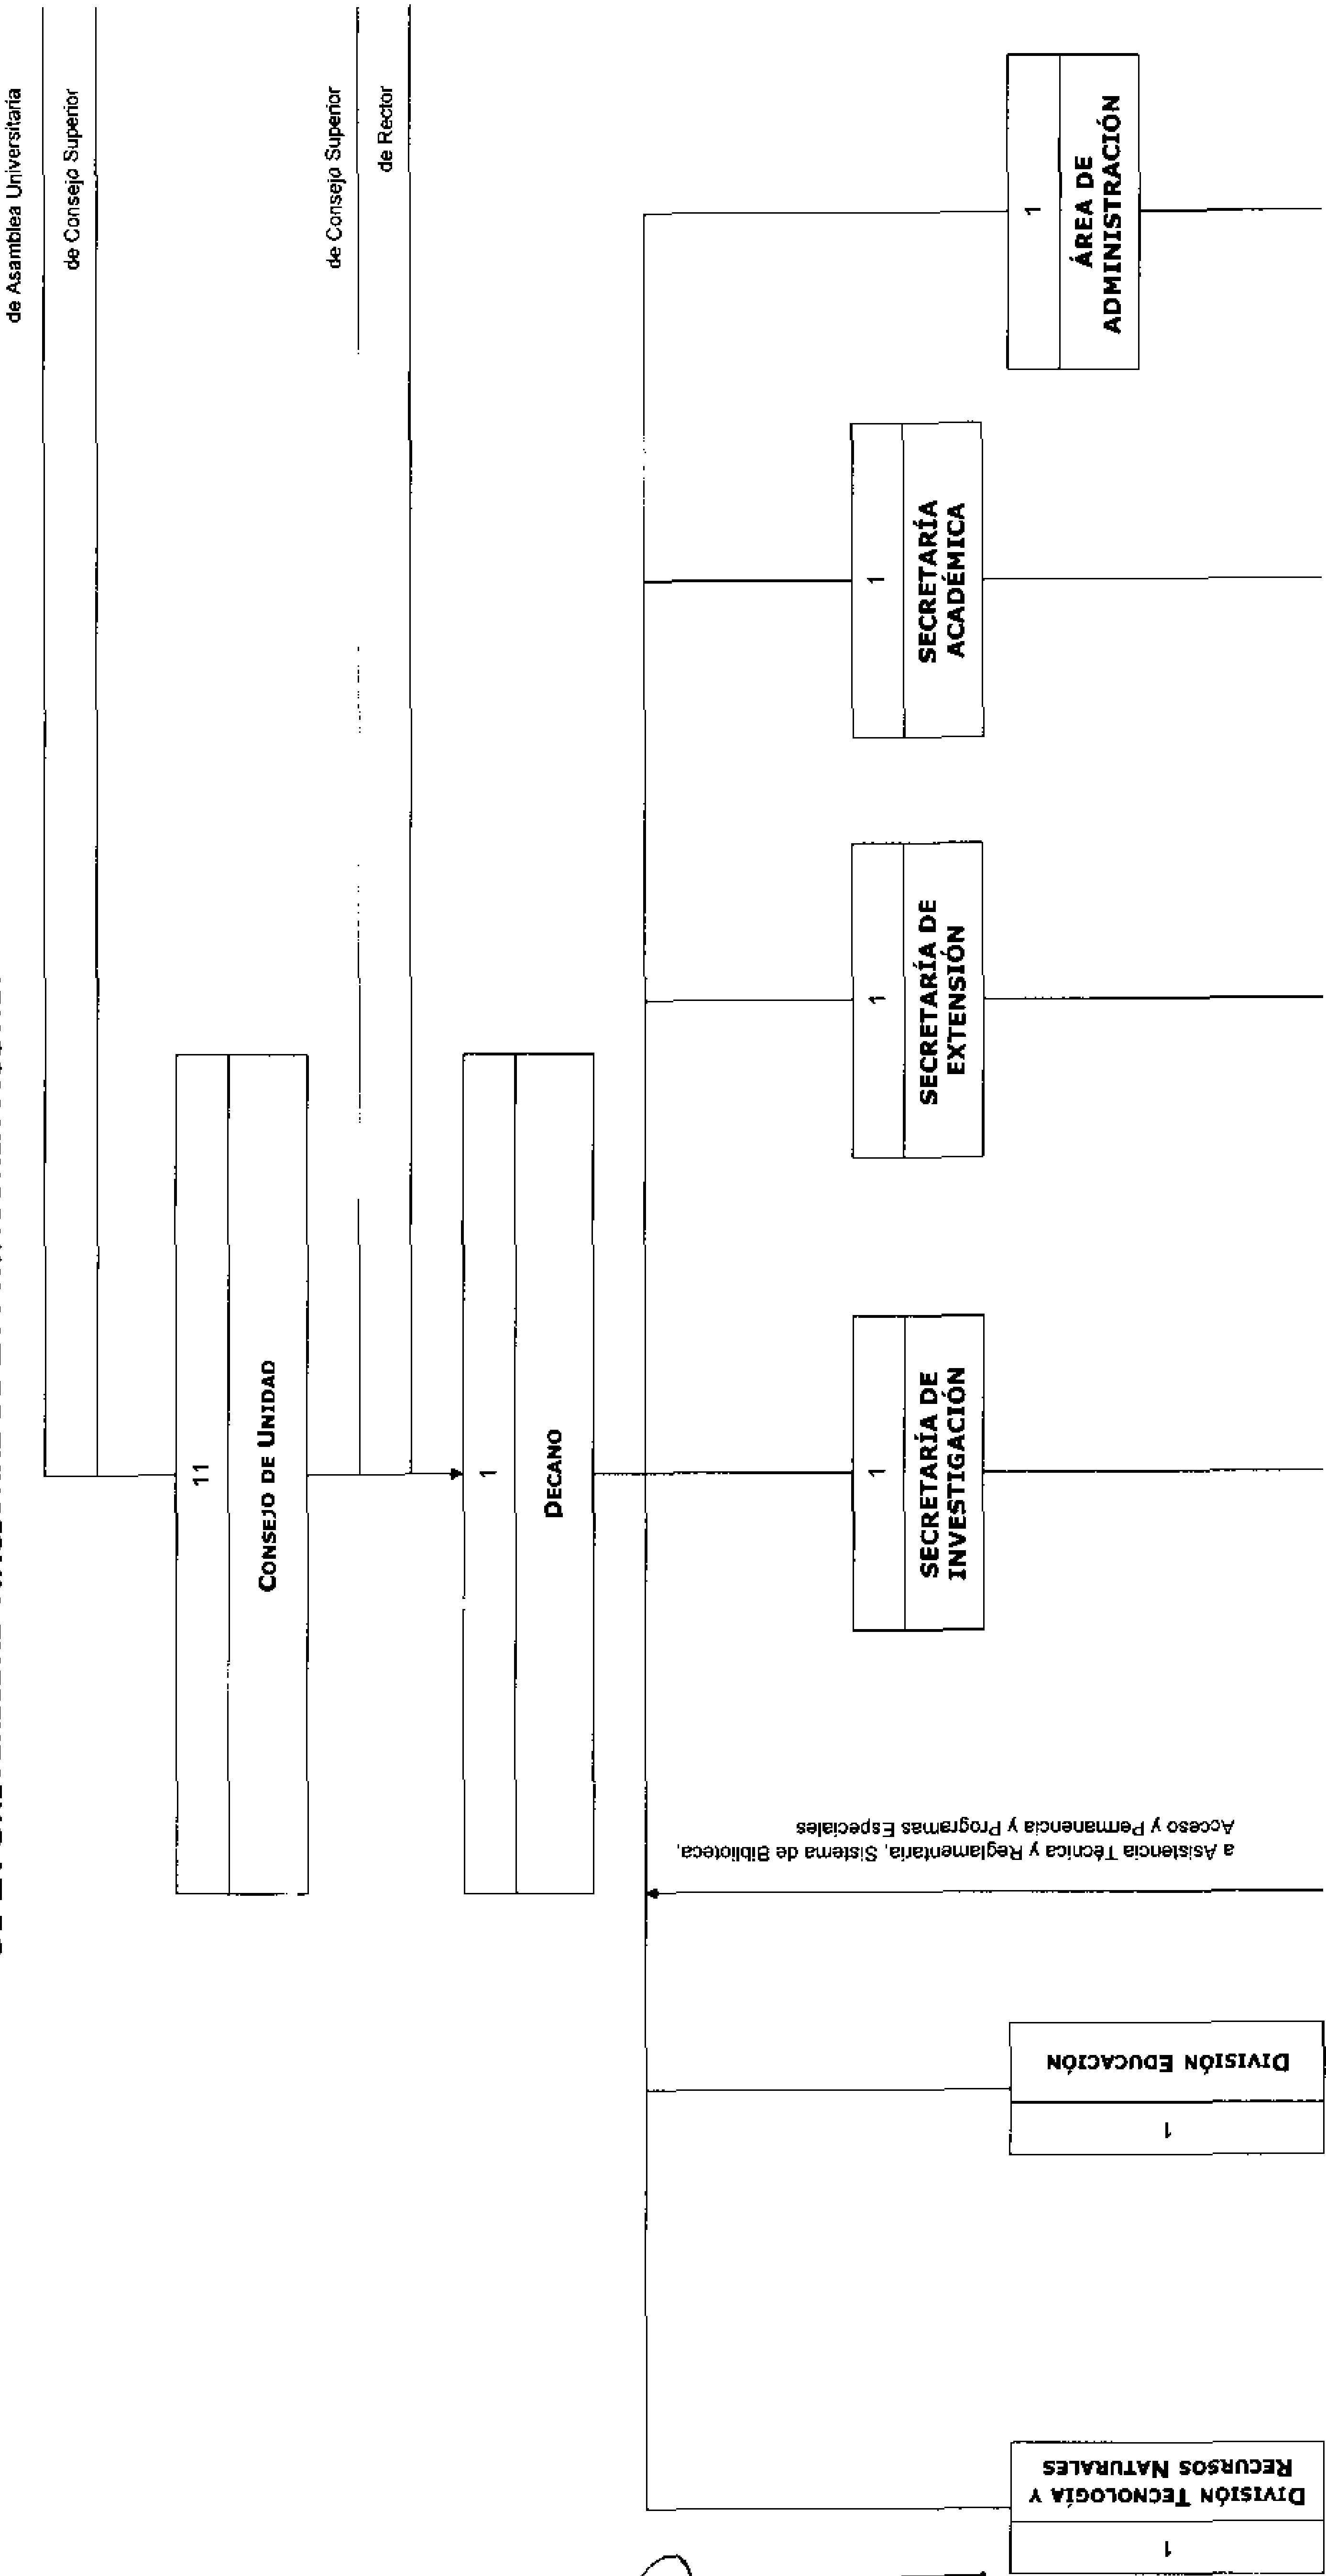 de Asamblea Universitaria
de Consejo Superior
11
CONSEJO DE UNIDAD
de Consejo Superior
de Rector
1
DECANO
1
ÁREA DE
ADMINISTRACIÓN
1
SECRETARÍA
ACADÉMICA
1
SECRETARÍA DE
EXTENSIÓN
1
SECRETARÍA DE
INVESTIGACIÓN
a Asistencia Técnica y Reglamentaria, Sistema de Biblioteca,
Acceso y Permanencia y Programas Especiales
DIVISIÓN EDUCACIÓN
1
DIVISIÓN TECNOLOGÍA Y
RECURSOS NATURALES
1